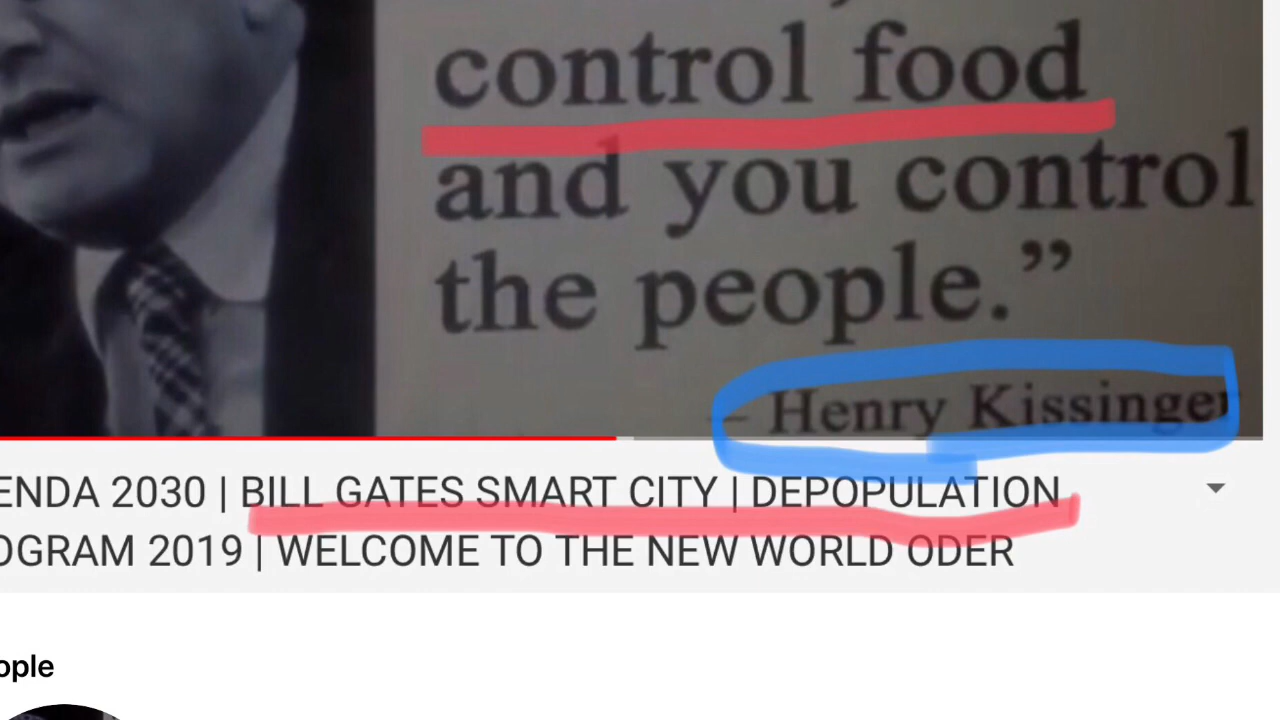 control food
and you control
the people.”
– Henry Kissinger
ENDA 2030 | BILL GATES SMART CITY | DEPOPULATION
OGRAM 2019 | WELCOME TO THE NEW WORLD ODER
ople